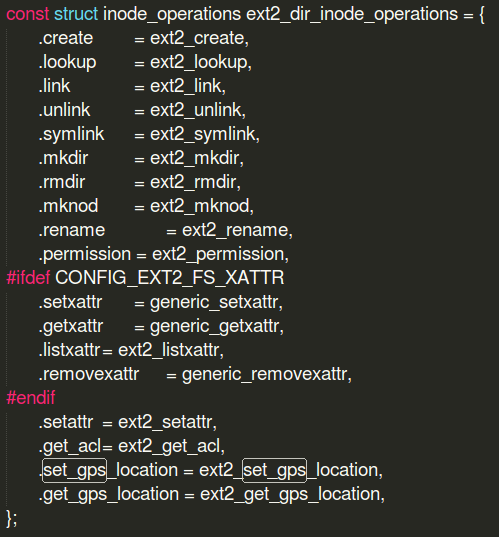 const struct inode_operations ext2_dir_inode_operations = {
.create = ext2_create,
.lookup = ext2_lookup,
.link = ext2_link,
.unlink = ext2_unlink,
.symlink = ext2_symlink,
.mkdir = ext2_mkdir,
.rmdir = ext2_rmdir,
.mknod = ext2_mknod,
.rename = ext2_rename,
.permission = ext2_permission,
#ifdef CONFIG_EXT2_FS_XATTR
.setxattr = generic_setxattr,
.getxattr = generic_getxattr,
.listxattr= ext2_listxattr,
.removexattr = generic_removexattr,
#endif
.setattr = ext2_setattr,
.get_acl= ext2_get_acl,
.set_gps_location = ext2_set_gps_location,
.get_gps_location = ext2_get_gps_location,
};